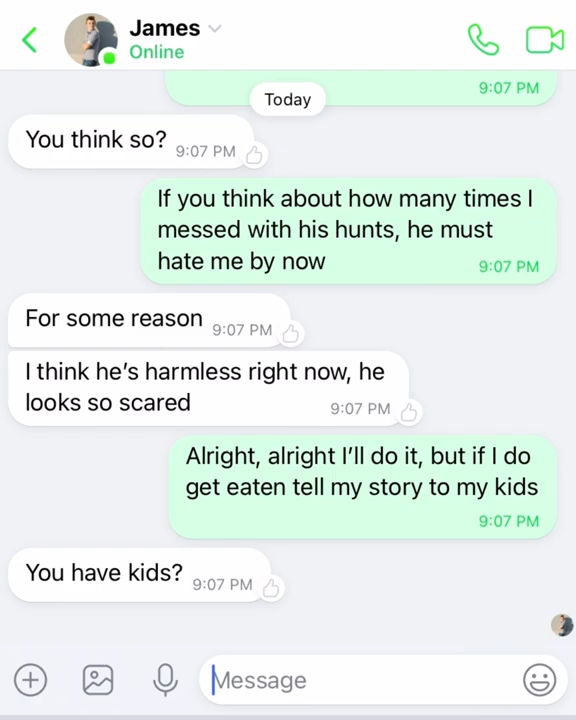 James
Online
9:07 PM
Today
You think so? 9:07 PM
If you think about how many times I
messed with his hunts, he must
hate me by now 9:07 PM
For some reason 9:07 PM
I think he’s harmless right now, he
looks so scared 9:07 PM
Alright, alright I’ll do it, but if I do
get eaten tell my story to my kids
9:07 PM
You have kids? 9:07 PM
Message